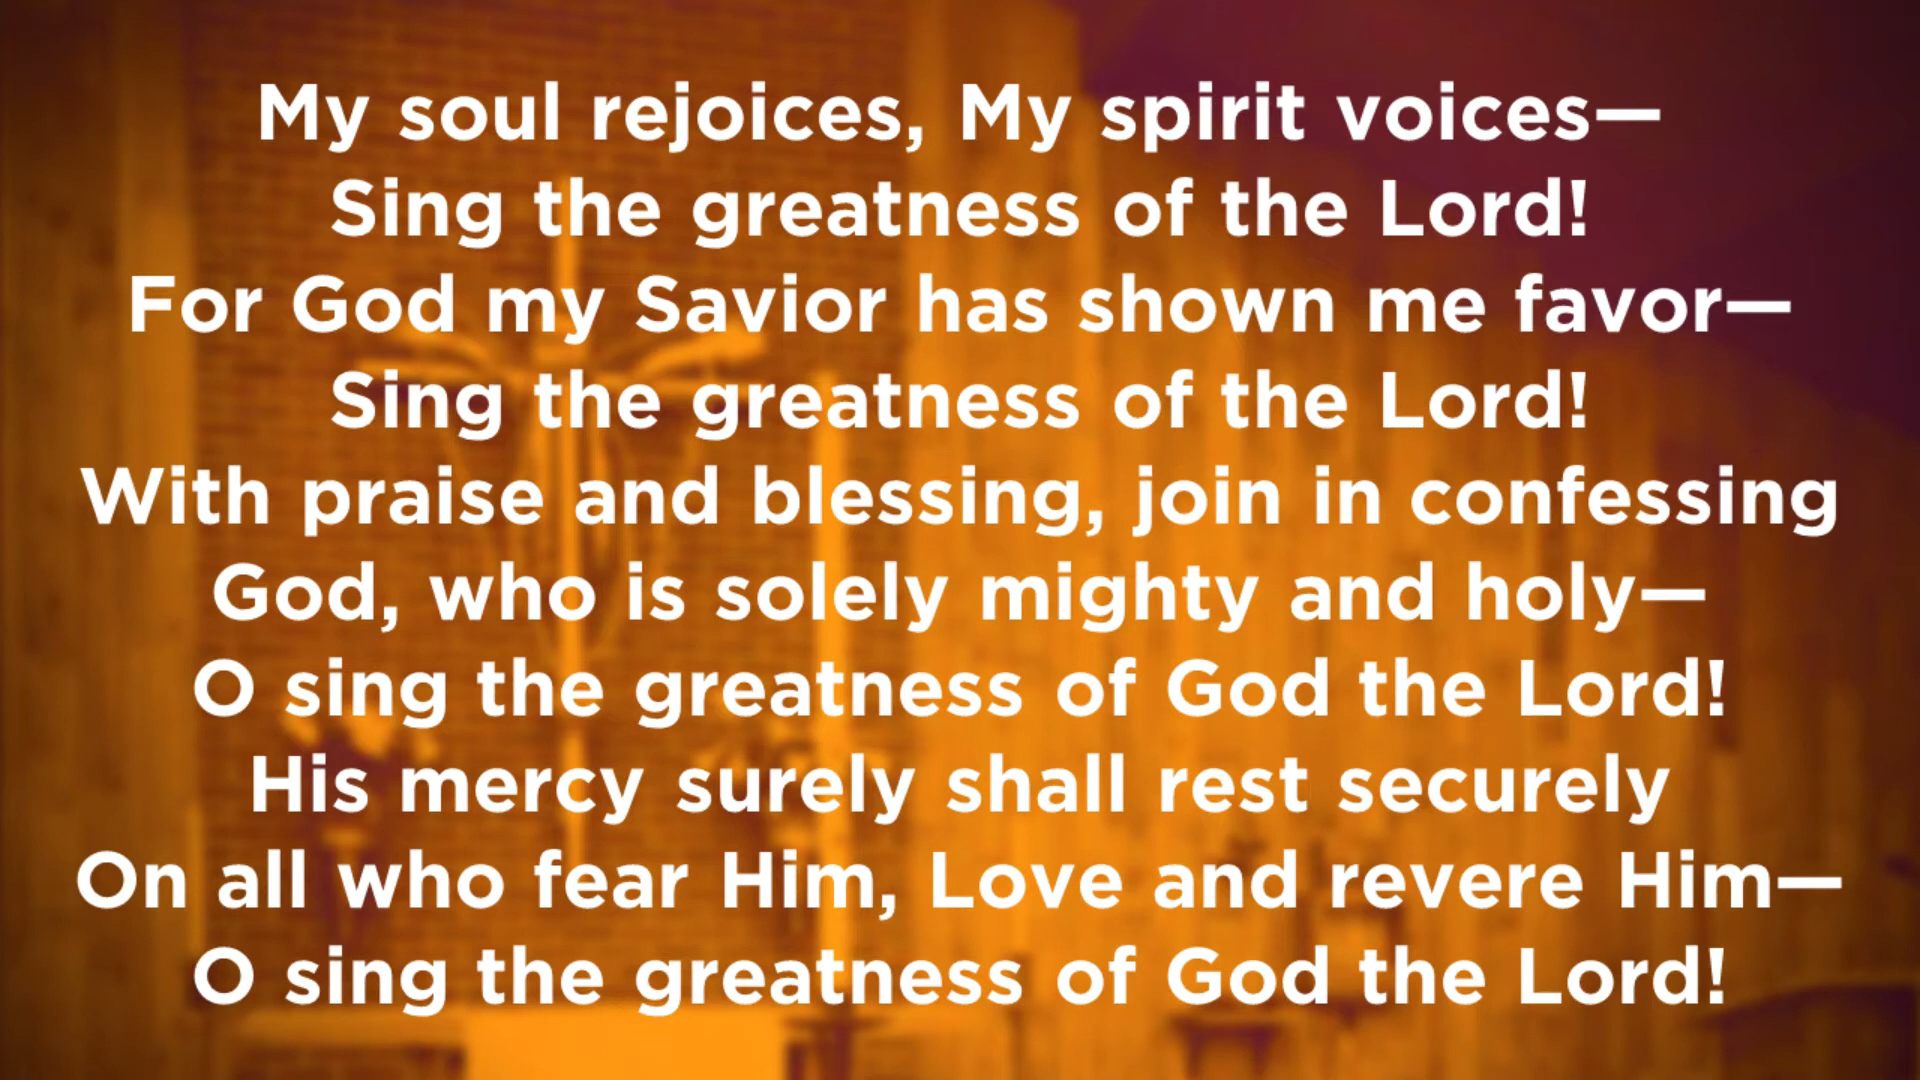 My soul rejoices, My spirit voices—
Sing the greatness of the Lord!
For God my Savior has shown me favor—
Sing the greatness of the Lord!
With praise and blessing, join in confessing
God, who is solely mighty and holy—
O sing the greatness of God the Lord!
His mercy surely shall rest securely
On all who fear Him, Love and revere Him—
O sing the greatness of God the Lord!